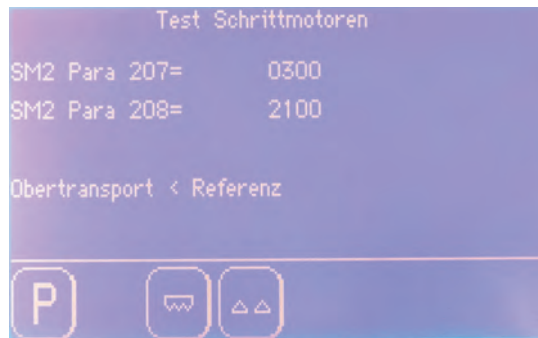 Test Schrittmotoren
SM2 Para 207= 0300
SM2 Para 208= 2100
Obertransport < Referenz
P